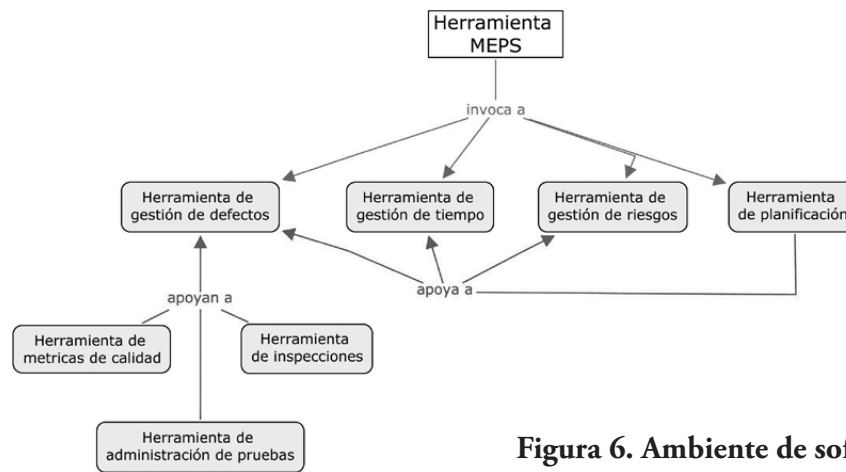 Herramienta
MEPS
invoca a
Herramienta de
gestión de defectos
Herramienta de
gestión de tiempo
Herramienta de
gestión de riesgos
Herramienta
de planificación
apoya a
apoyan a
Herramienta de
metricas de calidad
Herramienta
de inspecciones
Herramienta de
administración de pruebas
Figura 6. Ambiente de